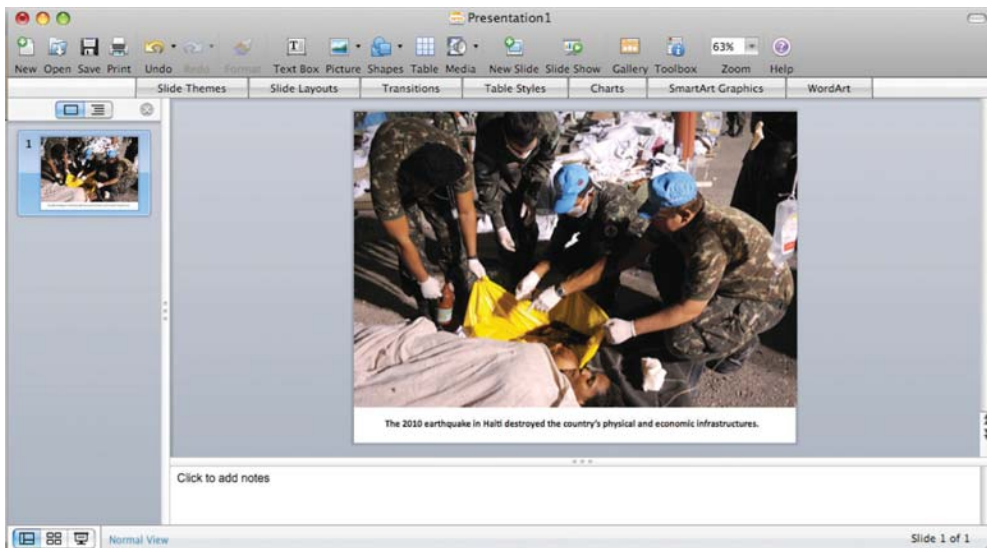 Presentation1
New Open Save Print Undo Redo Format Text Box Picture Shapes Table Media New Slide Slide Show Gallery Toolbox Zoom Help
63%
Slide Themes Slide Layouts Transitions Table Styles Charts SmartArt Graphics WordArt
1
The 2010 earthquake in Haiti destroyed the country's physical and economic infrastructures.
Click to add notes
Normal View
Slide 1 of 1